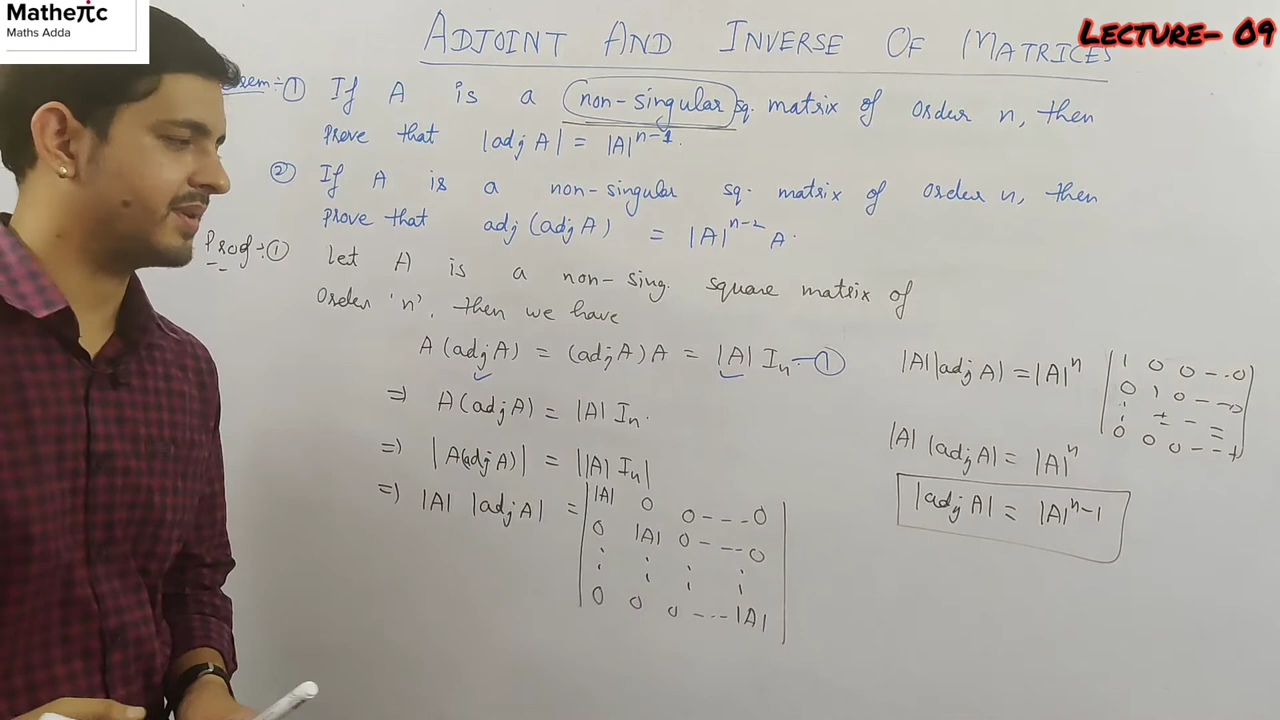 Matheπc
Maths Adda
ADJOINT AND INVERSE OF MATRICES
LECTURE- 09
orem:- ① If A is a non-singular sq. matrix of order n, then
prove that |adj A| = |A|^{n-1}.
② If A is a non-singular sq. matrix of order n, then
prove that adj (adj A) = |A|^{n-2} A.
Proof:- ① let A is a non-sing. square matrix of
Order 'n', then we have
A (adj A) = (adj A) A = |A| Iₙ — ①
⇒ A (adj A) = |A| Iₙ.
⇒ |A(adj A)| = ||A| Iₙ|
⇒ |A| |adj A| =
|A| 0 0 - - - 0
0 |A| 0 - - - 0
⋮ ⋮ ⋮ ⋮
0 0 0 - - - |A|
|A| |adj A| = |A|^n
1 0 0 - - 0
0 1 0 - - 0
0 0 0 - - 1
|A| |adj A| = |A|^n
|adj A| = |A|^{n-1}